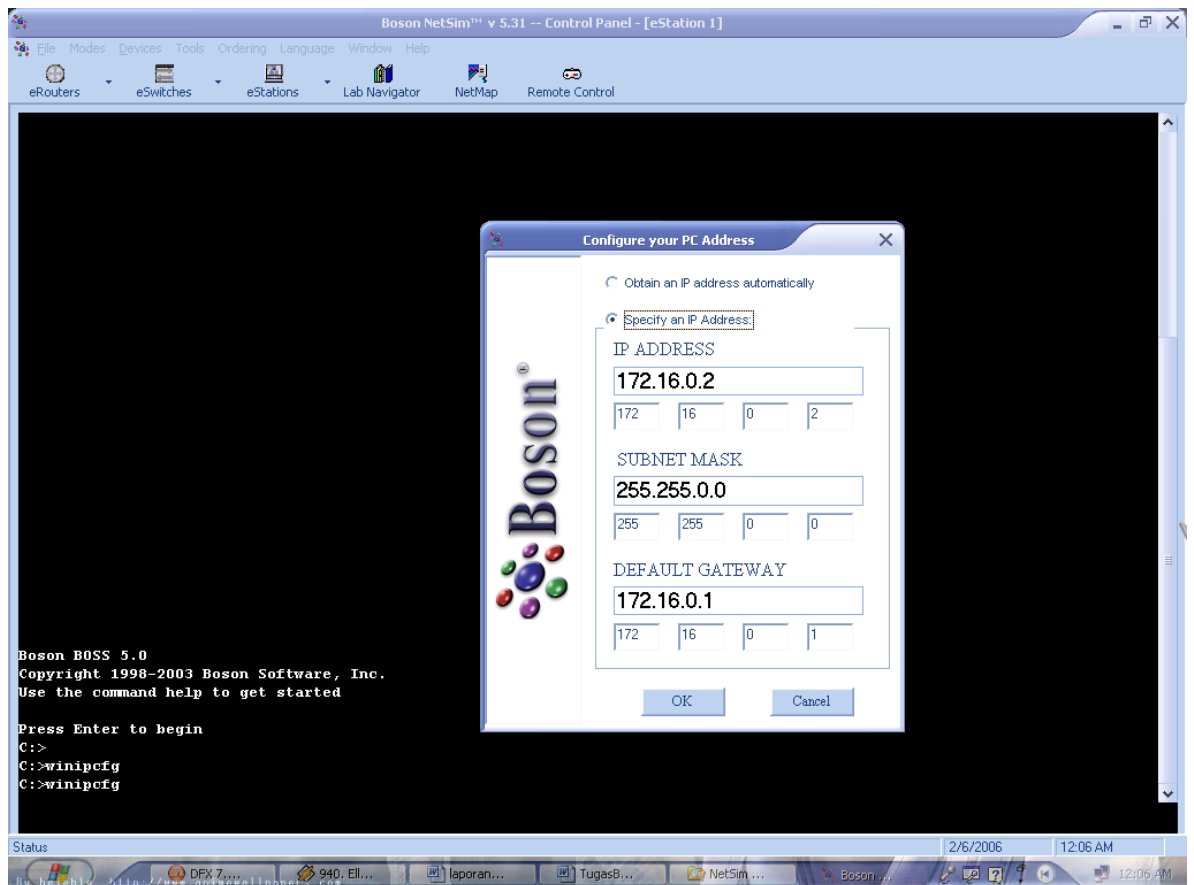 Boson NetSim™ v 5.31 -- Control Panel - [eStation 1]
File Modes Devices Tools Ordering Language Window Help
eRouters eSwitches eStations Lab Navigator NetMap Remote Control
Configure your PC Address
Obtain an IP address automatically
Specify an IP Address:
IP ADDRESS
172.16.0.2
172 16 0 2
SUBNET MASK
255.255.0.0
255 255 0 0
DEFAULT GATEWAY
172.16.0.1
172 16 0 1
OK Cancel
Boson®
Boson BOSS 5.0
Copyright 1998-2003 Boson Software, Inc.
Use the command help to get started
Press Enter to begin
C:>
C:>winipcfg
C:>winipcfg
Status 2/6/2006 12:06 AM
DFX 7.... 940, Ell... laporan... TugasB... NetSim ... Boson ... 12:06 AM